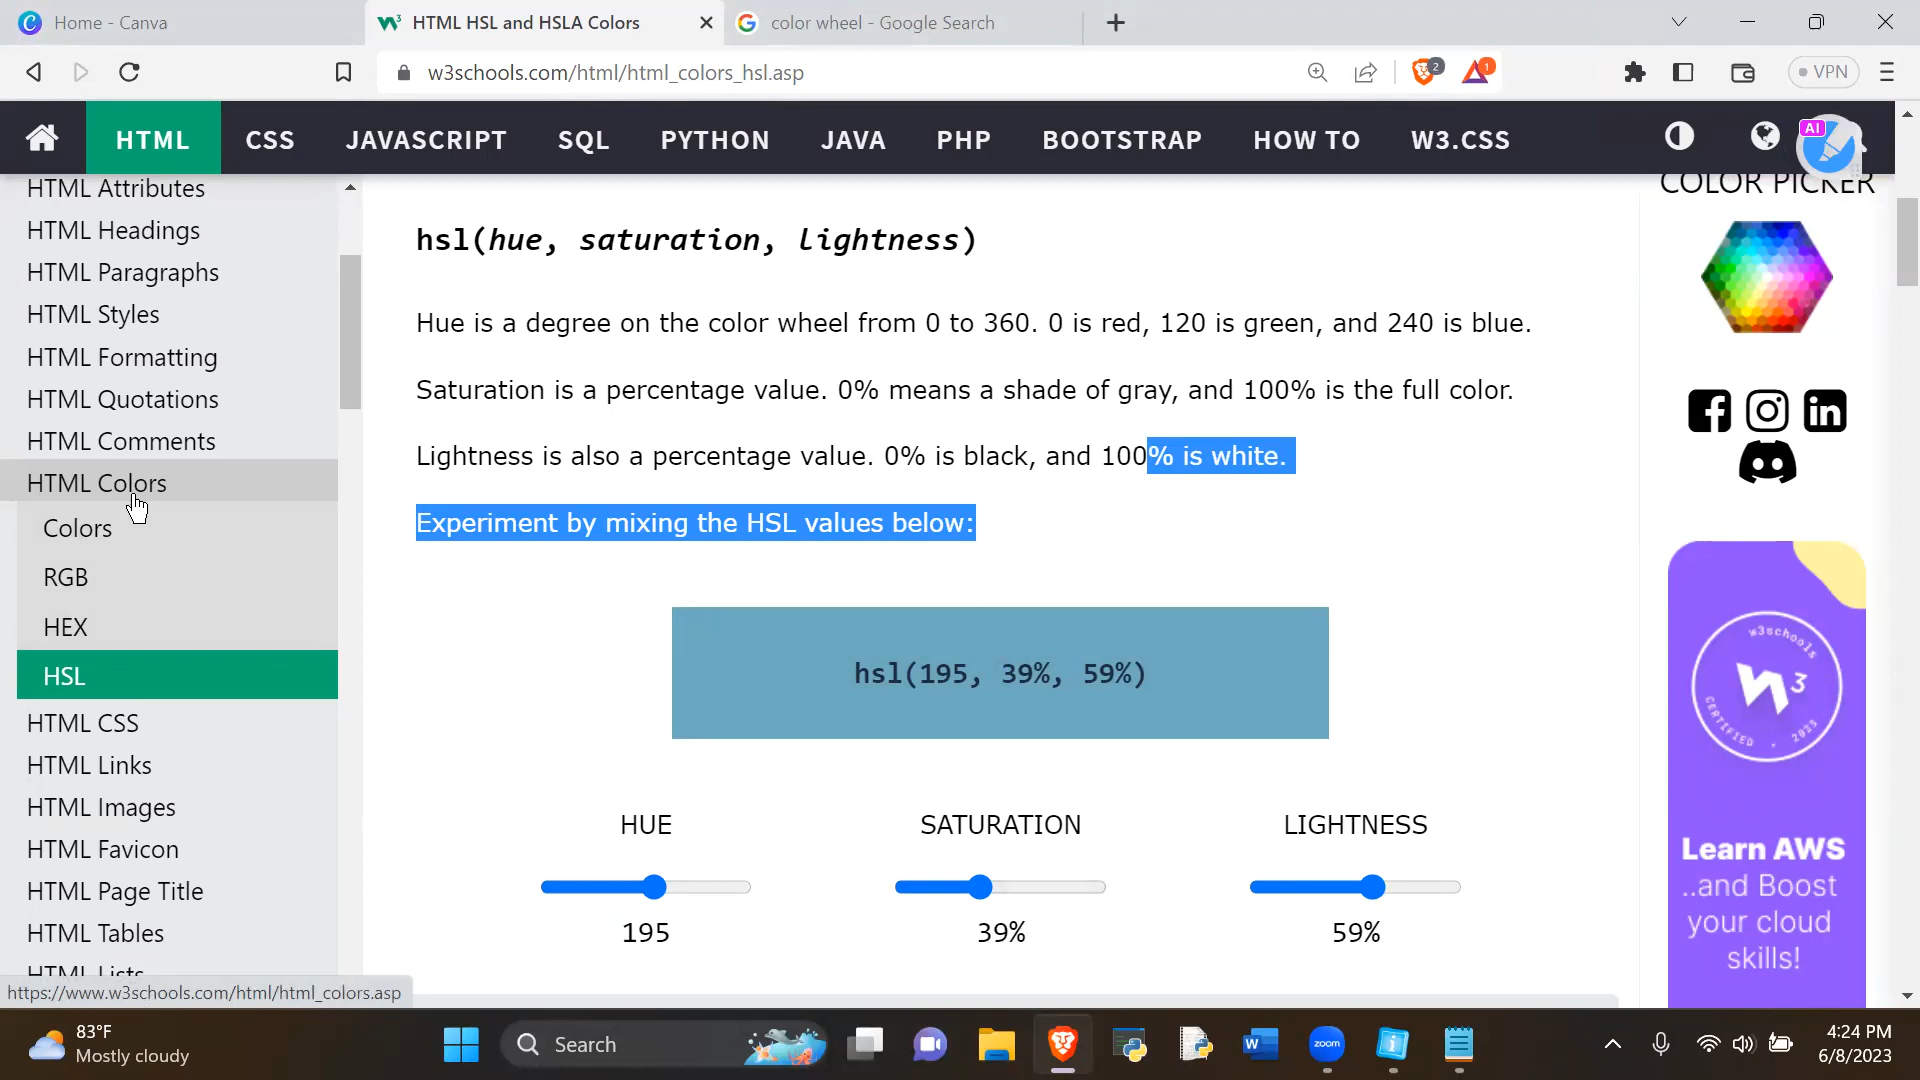 Home - Canva
HTML HSL and HSLA Colors
color wheel - Google Search
w3schools.com/html/html_colors_hsl.asp
2
1
VPN
HTML
CSS
JAVASCRIPT
SQL
PYTHON
JAVA
PHP
BOOTSTRAP
HOW TO
W3.CSS
AI
HTML Attributes
HTML Headings
HTML Paragraphs
HTML Styles
HTML Formatting
HTML Quotations
HTML Comments
HTML Colors
Colors
RGB
HEX
HSL
HTML CSS
HTML Links
HTML Images
HTML Favicon
HTML Page Title
HTML Tables
HTML Lists
https://www.w3schools.com/html/html_colors.asp
hsl(hue, saturation, lightness)
Hue is a degree on the color wheel from 0 to 360. 0 is red, 120 is green, and 240 is blue.
Saturation is a percentage value. 0% means a shade of gray, and 100% is the full color.
Lightness is also a percentage value. 0% is black, and 100% is white.
Experiment by mixing the HSL values below:
hsl(195, 39%, 59%)
HUE
SATURATION
LIGHTNESS
195
39%
59%
COLOR PICKER
w3schools
W3
CERTIFIED • 2023
Learn AWS
..and Boost
your cloud
skills!
83°F
Mostly cloudy
Search
zoom
4:24 PM
6/8/2023